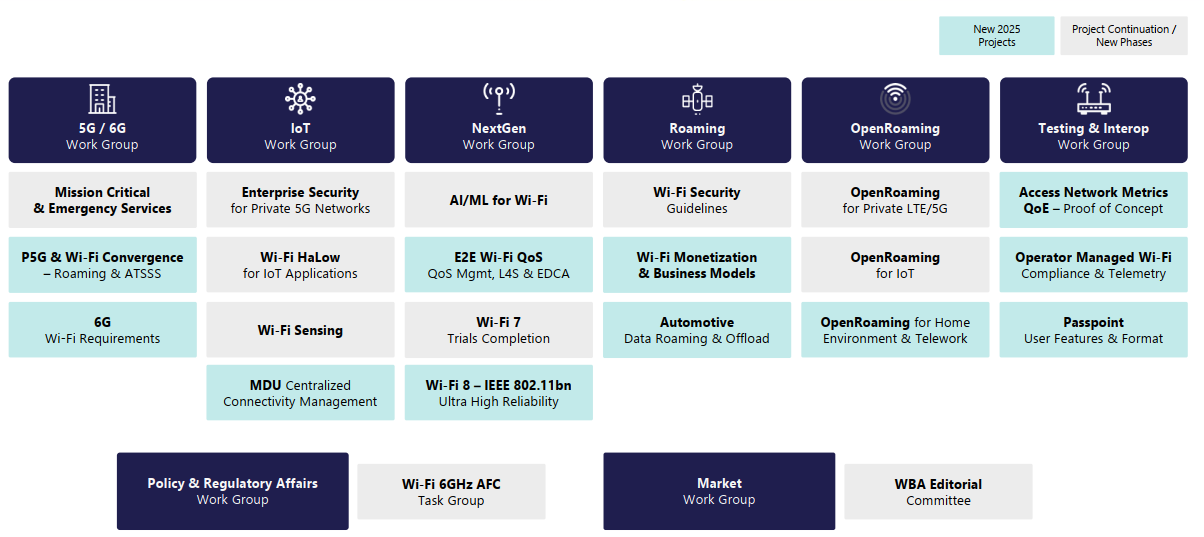 New 2025
Projects
Project Continuation /
New Phases
5G / 6G
Work Group
IoT
Work Group
NextGen
Work Group
Roaming
Work Group
OpenRoaming
Work Group
Testing & Interop
Work Group
Mission Critical
& Emergency Services
Enterprise Security
for Private 5G Networks
AI/ML for Wi-Fi
Wi-Fi Security
Guidelines
OpenRoaming
for Private LTE/5G
Access Network Metrics
QoE – Proof of Concept
P5G & Wi-Fi Convergence
– Roaming & ATSSS
Wi-Fi HaLow
for IoT Applications
E2E Wi-Fi QoS
QoS Mgmt, L4S & EDCA
Wi-Fi Monetization
& Business Models
OpenRoaming
for IoT
Operator Managed Wi-Fi
Compliance & Telemetry
6G
Wi-Fi Requirements
Wi-Fi Sensing
Wi-Fi 7
Trials Completion
Automotive
Data Roaming & Offload
OpenRoaming for Home
Environment & Telework
Passpoint
User Features & Format
MDU Centralized
Connectivity Management
Wi-Fi 8 – IEEE 802.11bn
Ultra High Reliability
Policy & Regulatory Affairs
Work Group
Wi-Fi 6GHz AFC
Task Group
Market
Work Group
WBA Editorial
Committee